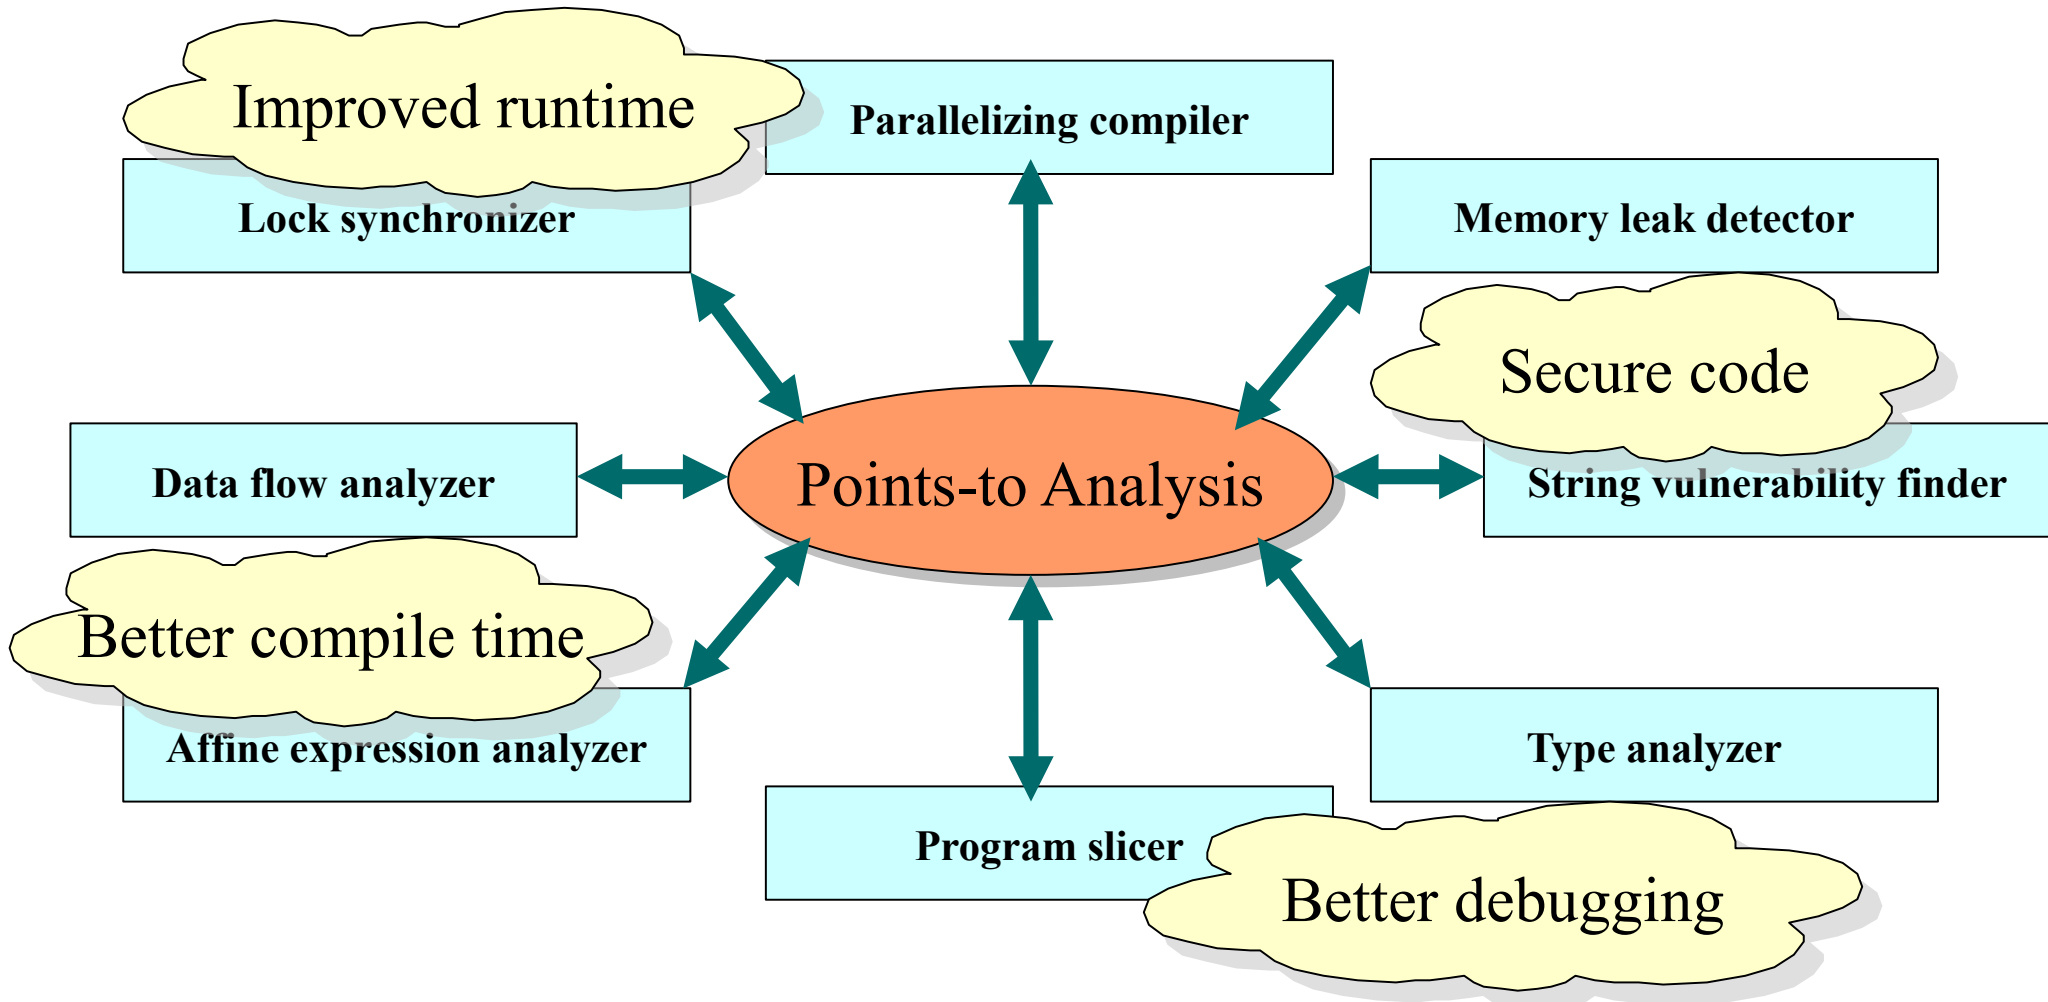 Improved runtime
Parallelizing compiler
Lock synchronizer
Memory leak detector
Secure code
Data flow analyzer
Points-to Analysis
String vulnerability finder
Better compile time
Affine expression analyzer
Type analyzer
Program slicer
Better debugging